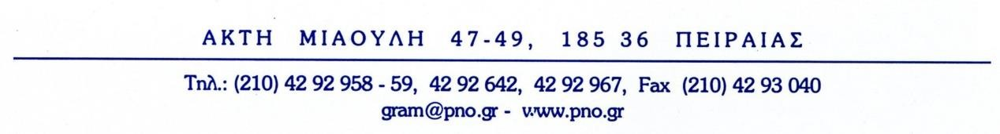 ΑΚΤΗ ΜΙΑΟΥΛΗ 47-49, 185 36 ΠΕΙΡΑΙΑΣ
Τηλ.: (210) 42 92 958 - 59, 42 92 642, 42 92 967, Fax (210) 42 93 040
gram@pno.gr - www.pno.gr